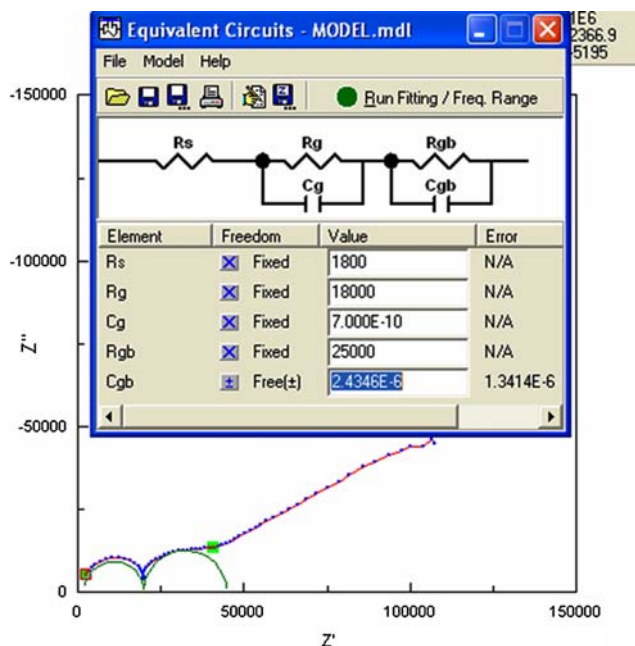 Equivalent Circuits - MODEL.mdl
1E6
2366.9
-5195
File Model Help
Run Fitting / Freq. Range
Rs Rg Rgb
Cg Cgb
Element Freedom Value Error
Rs Fixed 1800 N/A
Rg Fixed 18000 N/A
Cg Fixed 7.000E-10 N/A
Rgb Fixed 25000 N/A
Cgb ± Free(±) 2.4346E-6 1.3414E-6
-150000
-100000
-50000
0
Z''
0 50000 100000 150000
Z'